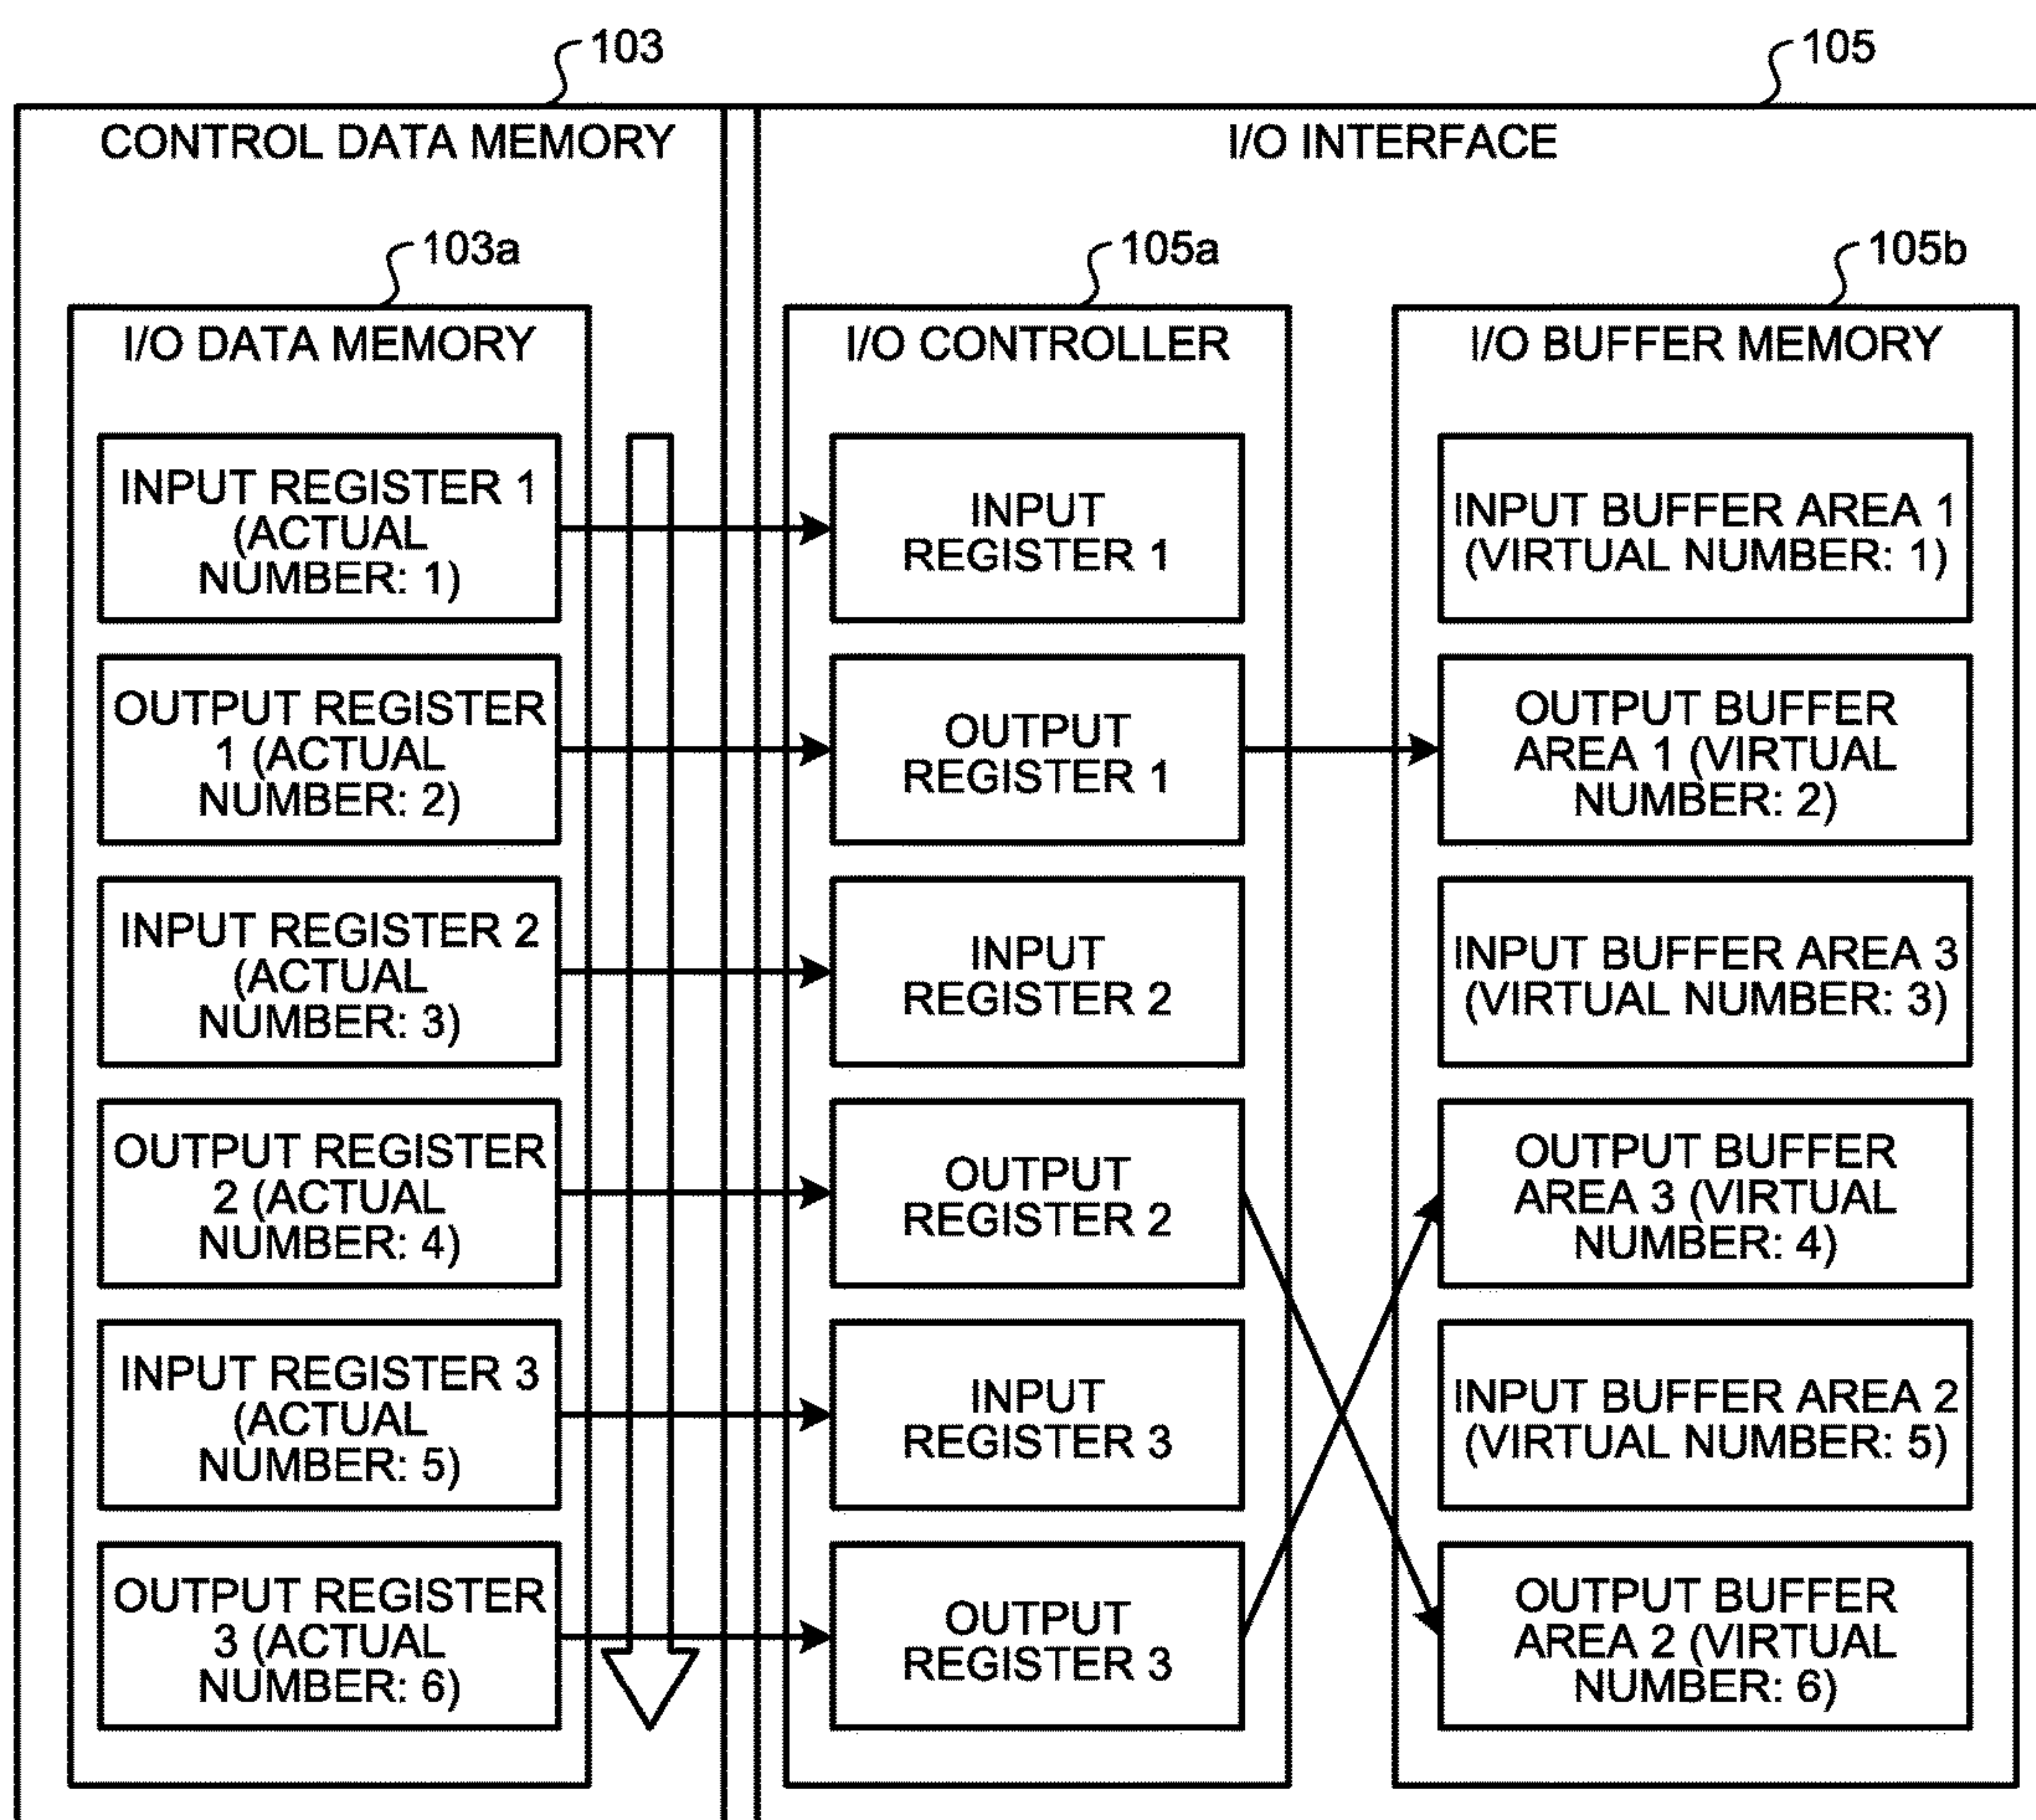 103
105
CONTROL DATA MEMORY
I/O INTERFACE
103a
105a
105b
I/O DATA MEMORY
I/O CONTROLLER
I/O BUFFER MEMORY
INPUT REGISTER 1
(ACTUAL
NUMBER: 1)
INPUT
REGISTER 1
INPUT BUFFER AREA 1
(VIRTUAL NUMBER: 1)
OUTPUT REGISTER
1 (ACTUAL
NUMBER: 2)
OUTPUT
REGISTER 1
OUTPUT BUFFER
AREA 1 (VIRTUAL
NUMBER: 2)
INPUT REGISTER 2
(ACTUAL
NUMBER: 3)
INPUT
REGISTER 2
INPUT BUFFER AREA 3
(VIRTUAL NUMBER: 3)
OUTPUT REGISTER
2 (ACTUAL
NUMBER: 4)
OUTPUT
REGISTER 2
OUTPUT BUFFER
AREA 3 (VIRTUAL
NUMBER: 4)
INPUT REGISTER 3
(ACTUAL
NUMBER: 5)
INPUT
REGISTER 3
INPUT BUFFER AREA 2
(VIRTUAL NUMBER: 5)
OUTPUT REGISTER
3 (ACTUAL
NUMBER: 6)
OUTPUT
REGISTER 3
OUTPUT BUFFER
AREA 2 (VIRTUAL
NUMBER: 6)